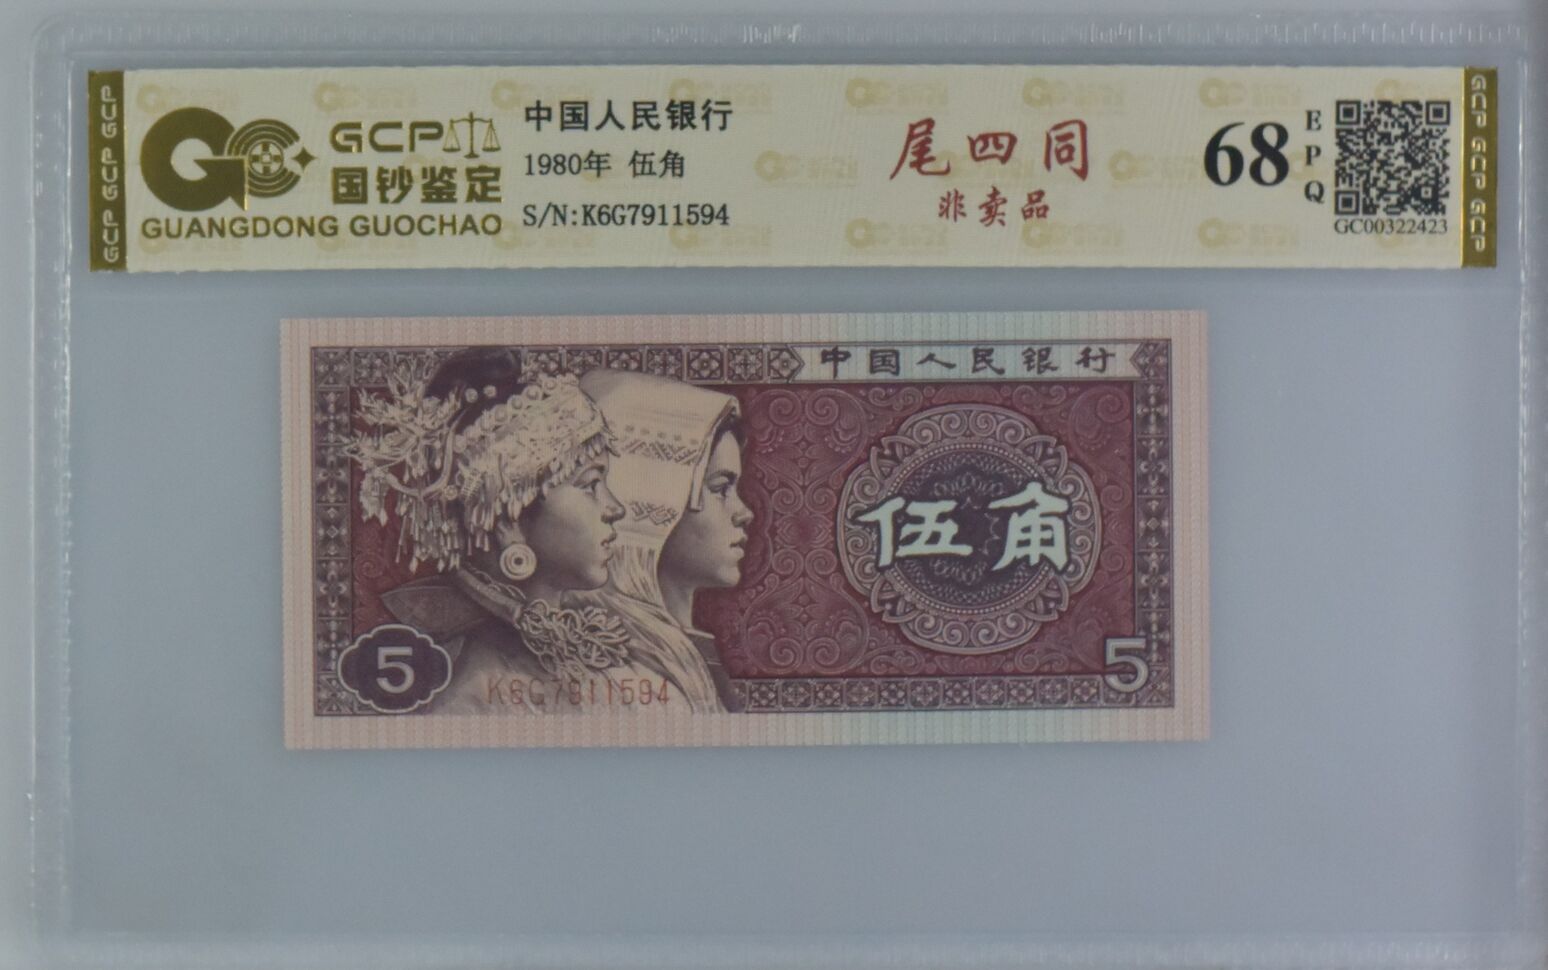 GCP GCP GCP
GCP
国钞鉴定
GUANGDONG GUOCHAO
中国人民银行
1980年 伍角
S/N:K6G7911594
尾四同
非卖品
68
EPQ
GC00322423
GCP GCP GCP
中国人民银行
伍角
5
5
K6G7911594